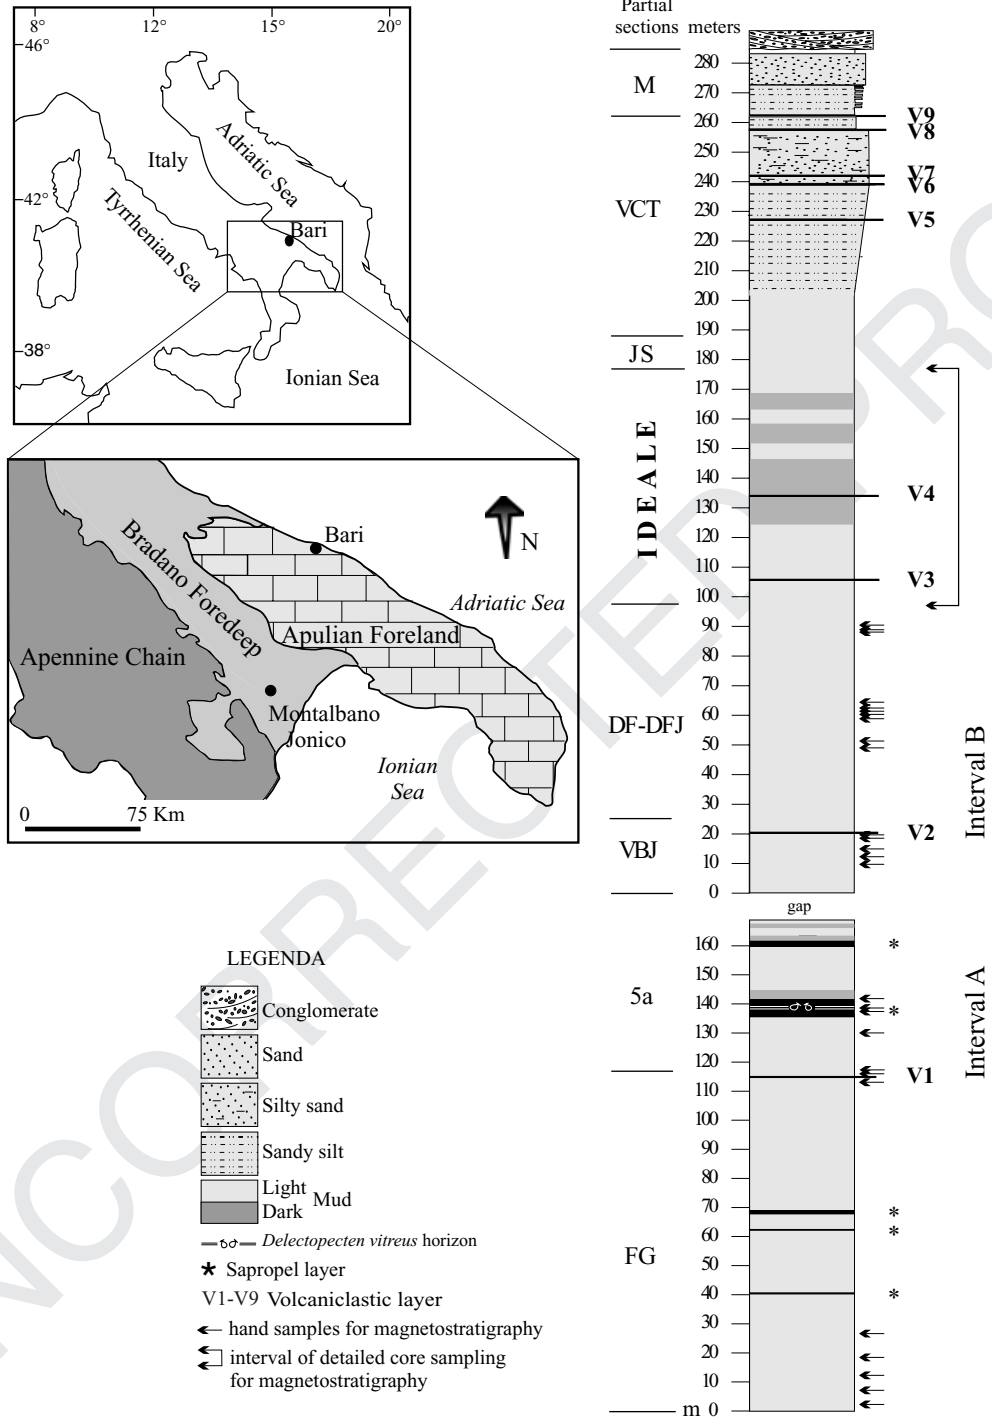 8°
12°
15°
20°
46°
42°
38°
Italy
Adriatic Sea
Tyrrhenian Sea
Bari
Ionian Sea
Bradano Foredeep
Bari
N
Adriatic Sea
Apulian Foreland
Apennine Chain
Montalbano
Jonico
Ionian
Sea
0
75 Km
LEGENDA
Conglomerate
Sand
Silty sand
Sandy silt
Light
Dark
Mud
Delectopecten vitreus horizon
* Sapropel layer
V1-V9 Volcaniclastic layer
hand samples for magnetostratigraphy
interval of detailed core sampling
for magnetostratigraphy
Partial
sections
meters
M
VCT
JS
IDEALE
DF-DFJ
VBJ
5a
FG
280
270
260
250
240
230
220
210
200
190
180
170
160
150
140
130
120
110
100
90
80
70
60
50
40
30
20
10
0
gap
160
150
140
130
120
110
100
90
80
70
60
50
40
30
20
10
m 0
V9
V8
V7
V6
V5
V4
V3
V2
V1
*
*
*
*
*
Interval B
Interval A
UNCORRECTED PRO